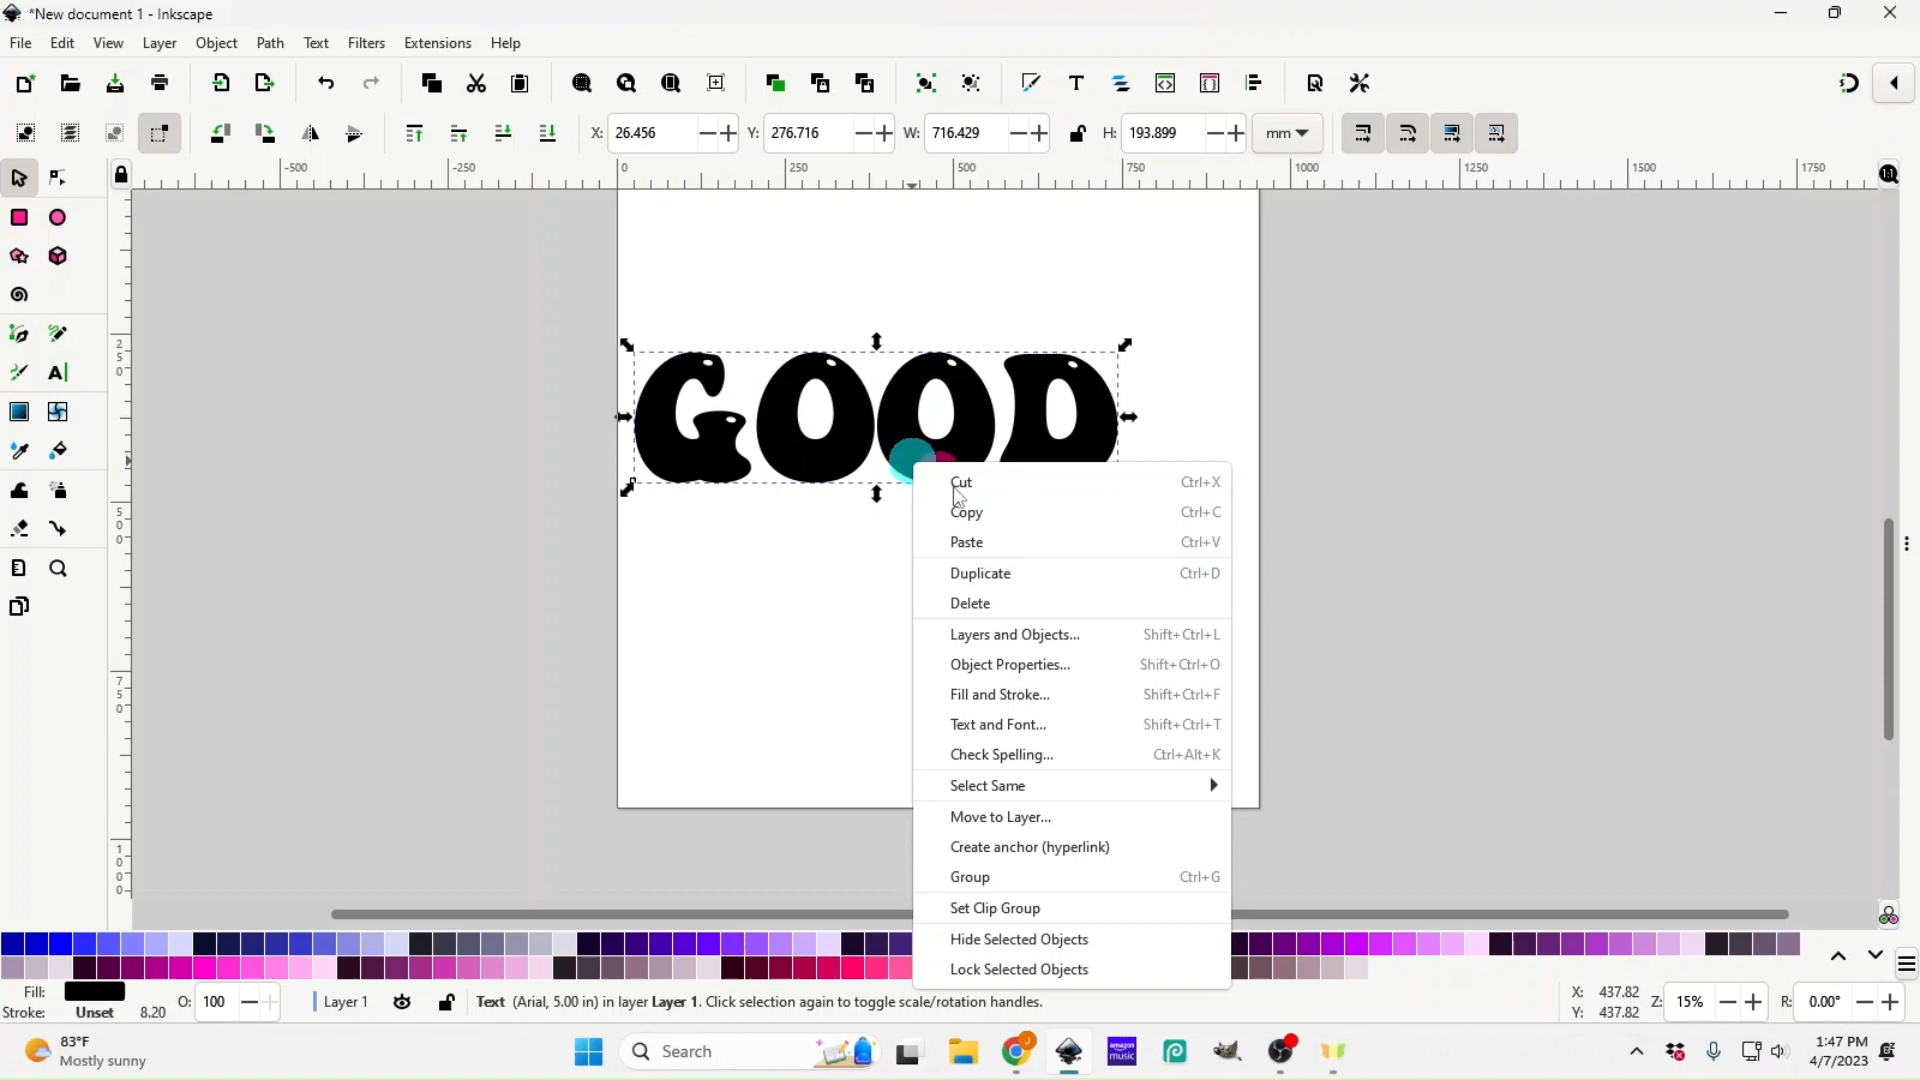 *New document 1 - Inkscape
File Edit View Layer Object Path Text Filters Extensions Help
X: 26.456 Y: 276.716 W: 716.429 H: 193.899 mm
-500 -250 0 250 500 750 1000 1250 1500 1750
250
500
750
1000
GOOD
Cut Ctrl+X
Copy Ctrl+C
Paste Ctrl+V
Duplicate Ctrl+D
Delete
Layers and Objects... Shift+Ctrl+L
Object Properties... Shift+Ctrl+O
Fill and Stroke... Shift+Ctrl+F
Text and Font... Shift+Ctrl+T
Check Spelling... Ctrl+Alt+K
Select Same
Move to Layer...
Create anchor (hyperlink)
Group Ctrl+G
Set Clip Group
Hide Selected Objects
Lock Selected Objects
Fill: O: 100 Layer 1 Text (Arial, 5.00 in) in layer Layer 1. Click selection again to toggle scale/rotation handles. X: 437.82 Z: 15% R: 0.00°
Stroke: Unset 8.20 Y: 437.82
83°F
Mostly sunny
Search
amazon music
1:47 PM
4/7/2023